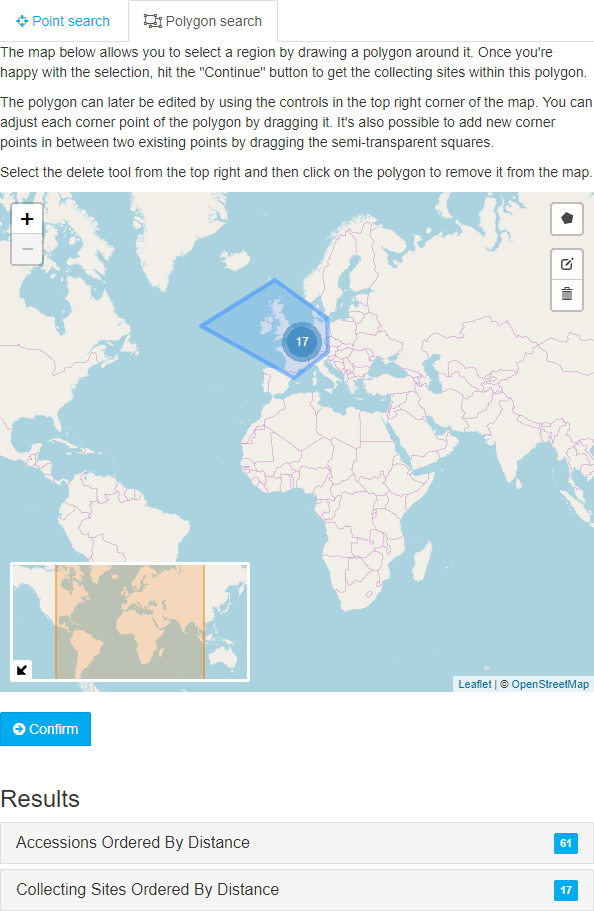 Point search
Polygon search
The map below allows you to select a region by drawing a polygon around it. Once you're
happy with the selection, hit the "Continue" button to get the collecting sites within this polygon.
The polygon can later be edited by using the controls in the top right corner of the map. You can
adjust each corner point of the polygon by dragging it. It's also possible to add new corner
points in between two existing points by dragging the semi-transparent squares.
Select the delete tool from the top right and then click on the polygon to remove it from the map.
+
−
17
Leaflet | © OpenStreetMap
Confirm
Results
Accessions Ordered By Distance 61
Collecting Sites Ordered By Distance 17